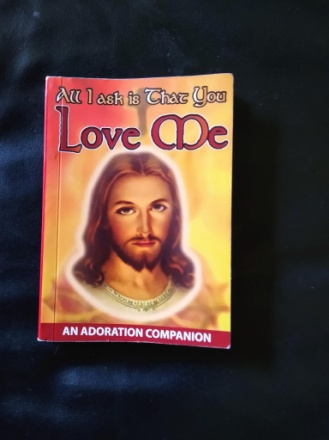 All I ask is That You
Love Me
AN ADORATION COMPANION